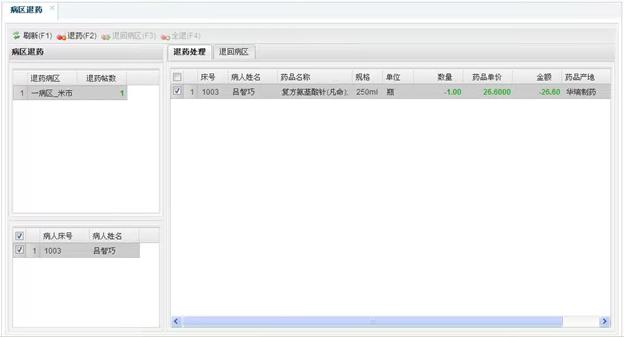 病区退药
刷新(F1) 退药(F2) 退回病区(F3) 全退(F4)
病区退药
退药病区 退药帖数
1 一病区_米市 1
病人床号 病人姓名
1 1003 吕智巧
退药处理 退回病区
床号 病人姓名 药品名称 规格 单位 数量 药品单价 金额 药品产地
1 1003 吕智巧 复方氨基酸针(凡命); 250ml 瓶 -1.00 26.6000 -26.60 华瑞制药